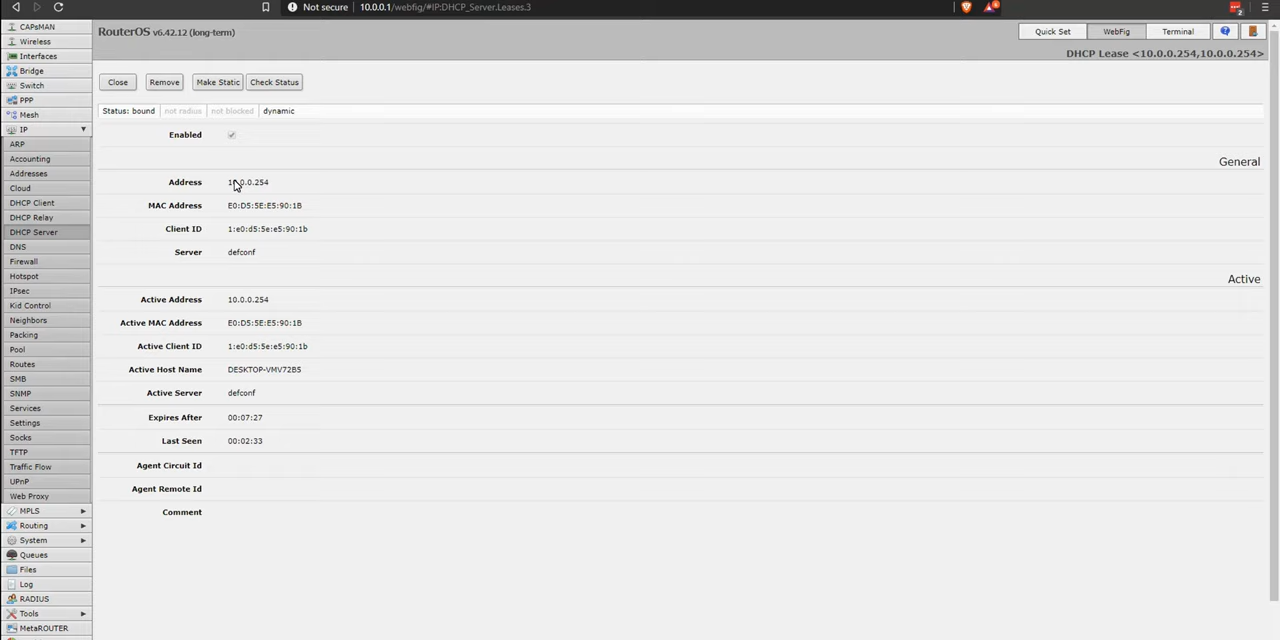 Not secure 10.0.0.1/webfig/#IP:DHCP_Server.Leases.3
2
CAPsMAN
Wireless
Interfaces
Bridge
Switch
PPP
Mesh
IP
ARP
Accounting
Addresses
Cloud
DHCP Client
DHCP Relay
DHCP Server
DNS
Firewall
Hotspot
IPsec
Kid Control
Neighbors
Packing
Pool
Routes
SMB
SNMP
Services
Settings
Socks
TFTP
Traffic Flow
UPnP
Web Proxy
MPLS
Routing
System
Queues
Files
Log
RADIUS
Tools
MetaROUTER
RouterOS v6.42.12 (long-term)
Quick Set WebFig Terminal
DHCP Lease <10.0.0.254,10.0.0.254>
Close Remove Make Static Check Status
Status: bound not radius not blocked dynamic
Enabled
General
Address 10.0.0.254
MAC Address E0:D5:5E:E5:90:1B
Client ID 1:e0:d5:5e:e5:90:1b
Server defconf
Active
Active Address 10.0.0.254
Active MAC Address E0:D5:5E:E5:90:1B
Active Client ID 1:e0:d5:5e:e5:90:1b
Active Host Name DESKTOP-VMV72B5
Active Server defconf
Expires After 00:07:27
Last Seen 00:02:33
Agent Circuit Id
Agent Remote Id
Comment